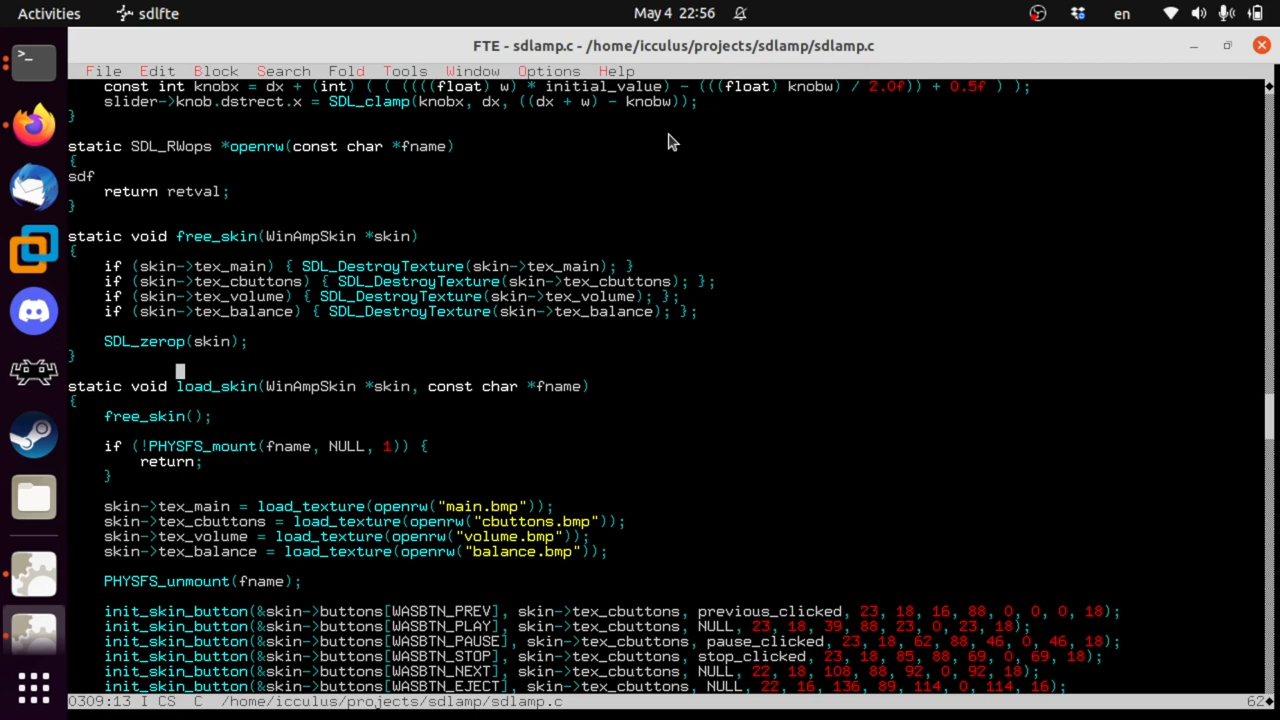 Activities sdlfte May 4 22:56 en
FTE - sdlamp.c - /home/icculus/projects/sdlamp/sdlamp.c
File Edit Block Search Fold Tools Window Options Help
const int knobx = dx + (int) ( ( ((((float) w) * initial_value) - (((float) knobw) / 2.0f)) + 0.5f ) );
slider->knob.dstrect.x = SDL_clamp(knobx, dx, ((dx + w) - knobw));
}
static SDL_RWops *openrw(const char *fname)
{
sdf
return retval;
}
static void free_skin(WinAmpSkin *skin)
{
if (skin->tex_main) { SDL_DestroyTexture(skin->tex_main); }
if (skin->tex_cbuttons) { SDL_DestroyTexture(skin->tex_cbuttons); };
if (skin->tex_volume) { SDL_DestroyTexture(skin->tex_volume); };
if (skin->tex_balance) { SDL_DestroyTexture(skin->tex_balance); };
SDL_zerop(skin);
}
static void load_skin(WinAmpSkin *skin, const char *fname)
{
free_skin();
if (!PHYSFS_mount(fname, NULL, 1)) {
return;
}
skin->tex_main = load_texture(openrw("main.bmp"));
skin->tex_cbuttons = load_texture(openrw("cbuttons.bmp"));
skin->tex_volume = load_texture(openrw("volume.bmp"));
skin->tex_balance = load_texture(openrw("balance.bmp"));
PHYSFS_unmount(fname);
init_skin_button(&skin->buttons[WASBTN_PREV], skin->tex_cbuttons, previous_clicked, 23, 18, 16, 88, 0, 0, 0, 18);
init_skin_button(&skin->buttons[WASBTN_PLAY], skin->tex_cbuttons, NULL, 23, 18, 39, 88, 23, 0, 23, 18);
init_skin_button(&skin->buttons[WASBTN_PAUSE], skin->tex_cbuttons, pause_clicked, 23, 18, 62, 88, 46, 0, 46, 18);
init_skin_button(&skin->buttons[WASBTN_STOP], skin->tex_cbuttons, stop_clicked, 23, 18, 85, 88, 69, 0, 69, 18);
init_skin_button(&skin->buttons[WASBTN_NEXT], skin->tex_cbuttons, NULL, 22, 18, 108, 88, 92, 0, 92, 18);
init_skin_button(&skin->buttons[WASBTN_EJECT], skin->tex_cbuttons, NULL, 22, 16, 136, 89, 114, 0, 114, 16);
0309:13 I CS C /home/icculus/projects/sdlamp/sdlamp.c 62